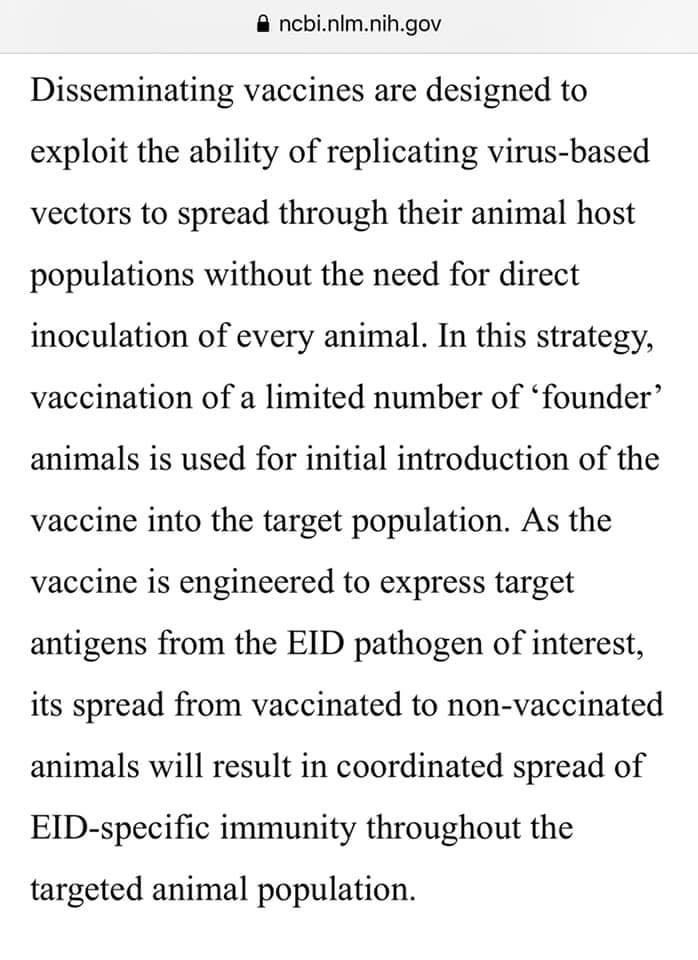 ncbi.nlm.nih.gov
Disseminating vaccines are designed to
exploit the ability of replicating virus-based
vectors to spread through their animal host
populations without the need for direct
inoculation of every animal. In this strategy,
vaccination of a limited number of ‘founder’
animals is used for initial introduction of the
vaccine into the target population. As the
vaccine is engineered to express target
antigens from the EID pathogen of interest,
its spread from vaccinated to non-vaccinated
animals will result in coordinated spread of
EID-specific immunity throughout the
targeted animal population.